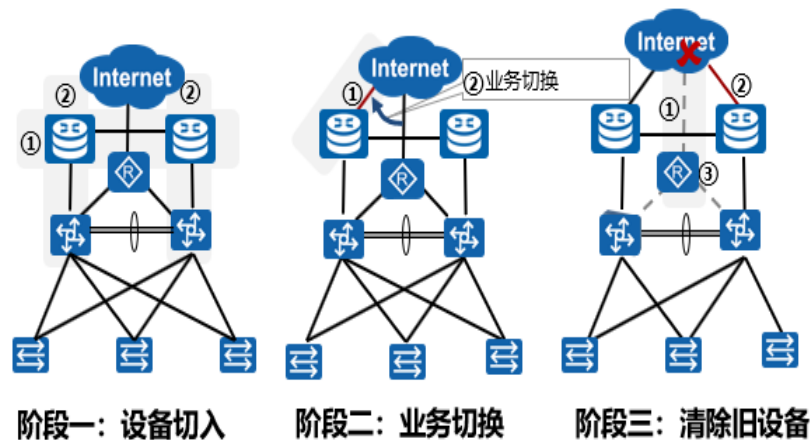 Internet
②
②
①
R
阶段一：设备切入
Internet
①
②业务切换
R
阶段二：业务切换
Internet
②
①
R
③
阶段三：清除旧设备